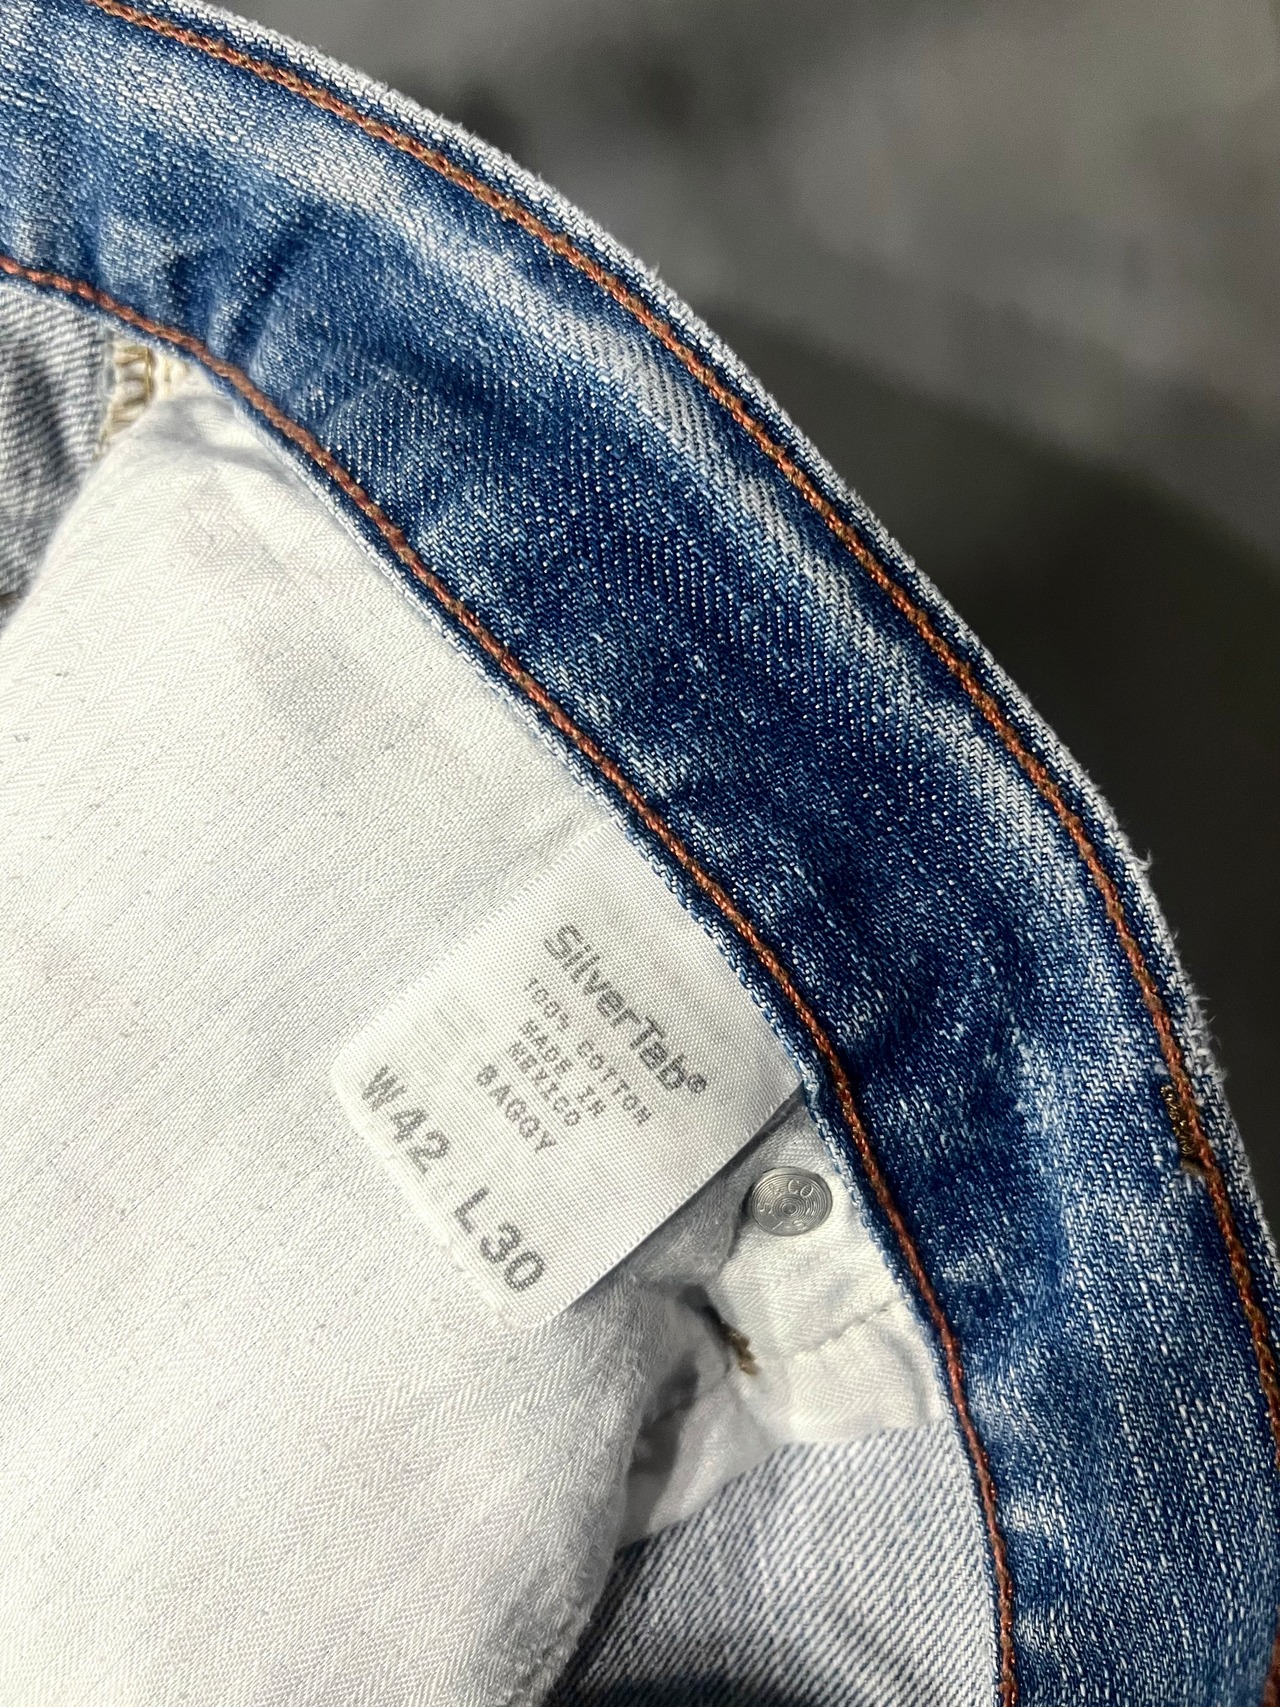 SilverTab®
100% COTTON
MADE IN
MEXICO
BAGGY
W42 L30